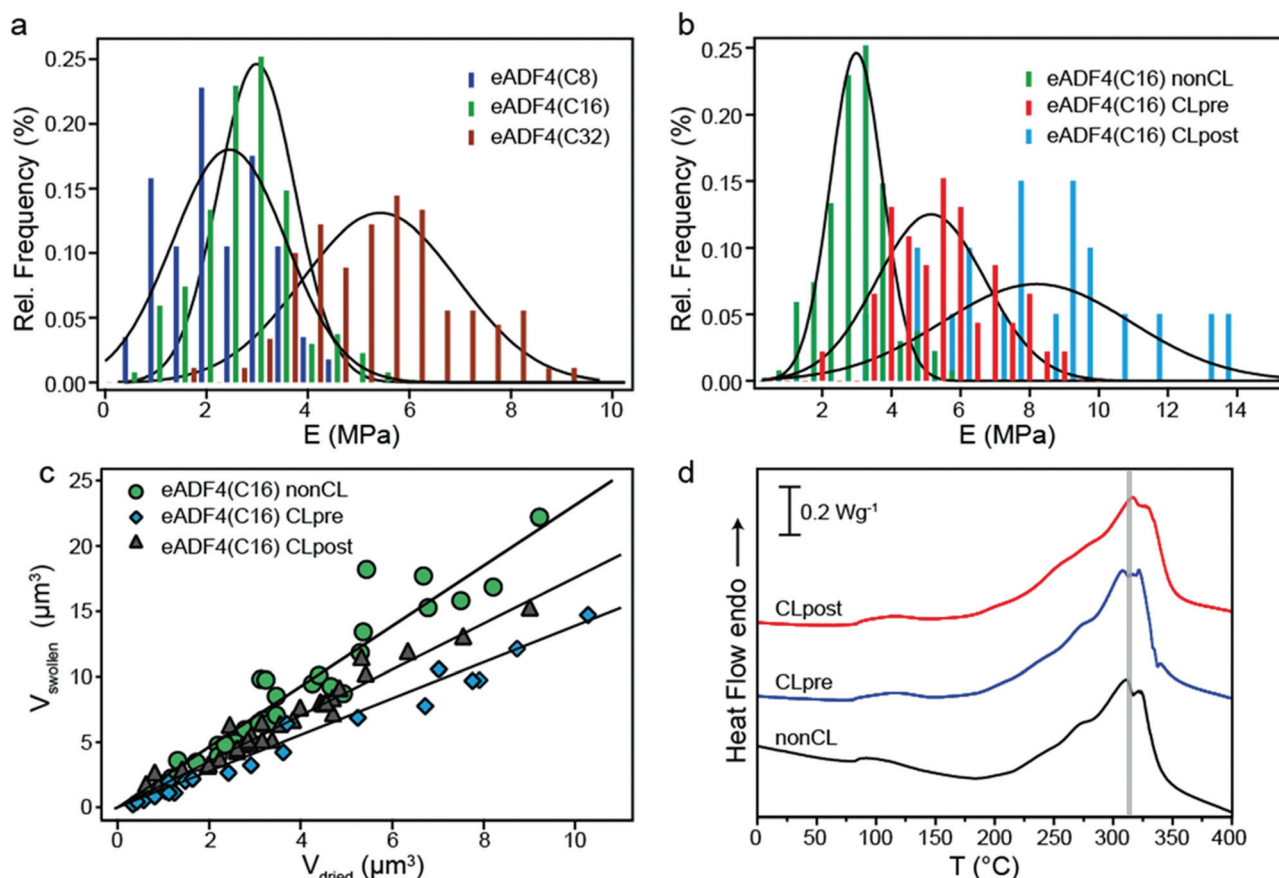 a
Rel. Frequency (%)
0.25
0.20
0.15
0.10
0.05
0.00
0 2 4 6 8 10
E (MPa)
eADF4(C8)
eADF4(C16)
eADF4(C32)
b
Rel. Frequency (%)
0.25
0.20
0.15
0.10
0.05
0.00
2 4 6 8 10 12 14
E (MPa)
eADF4(C16) nonCL
eADF4(C16) CLpre
eADF4(C16) CLpost
c
Vswollen (µm³)
25
20
15
10
5
0
0 2 4 6 8 10
Vdried (µm³)
eADF4(C16) nonCL
eADF4(C16) CLpre
eADF4(C16) CLpost
d
Heat Flow endo
0.2 Wg⁻¹
CLpost
CLpre
nonCL
0 50 75 100 150 200 250 300 350 400
T (°C)